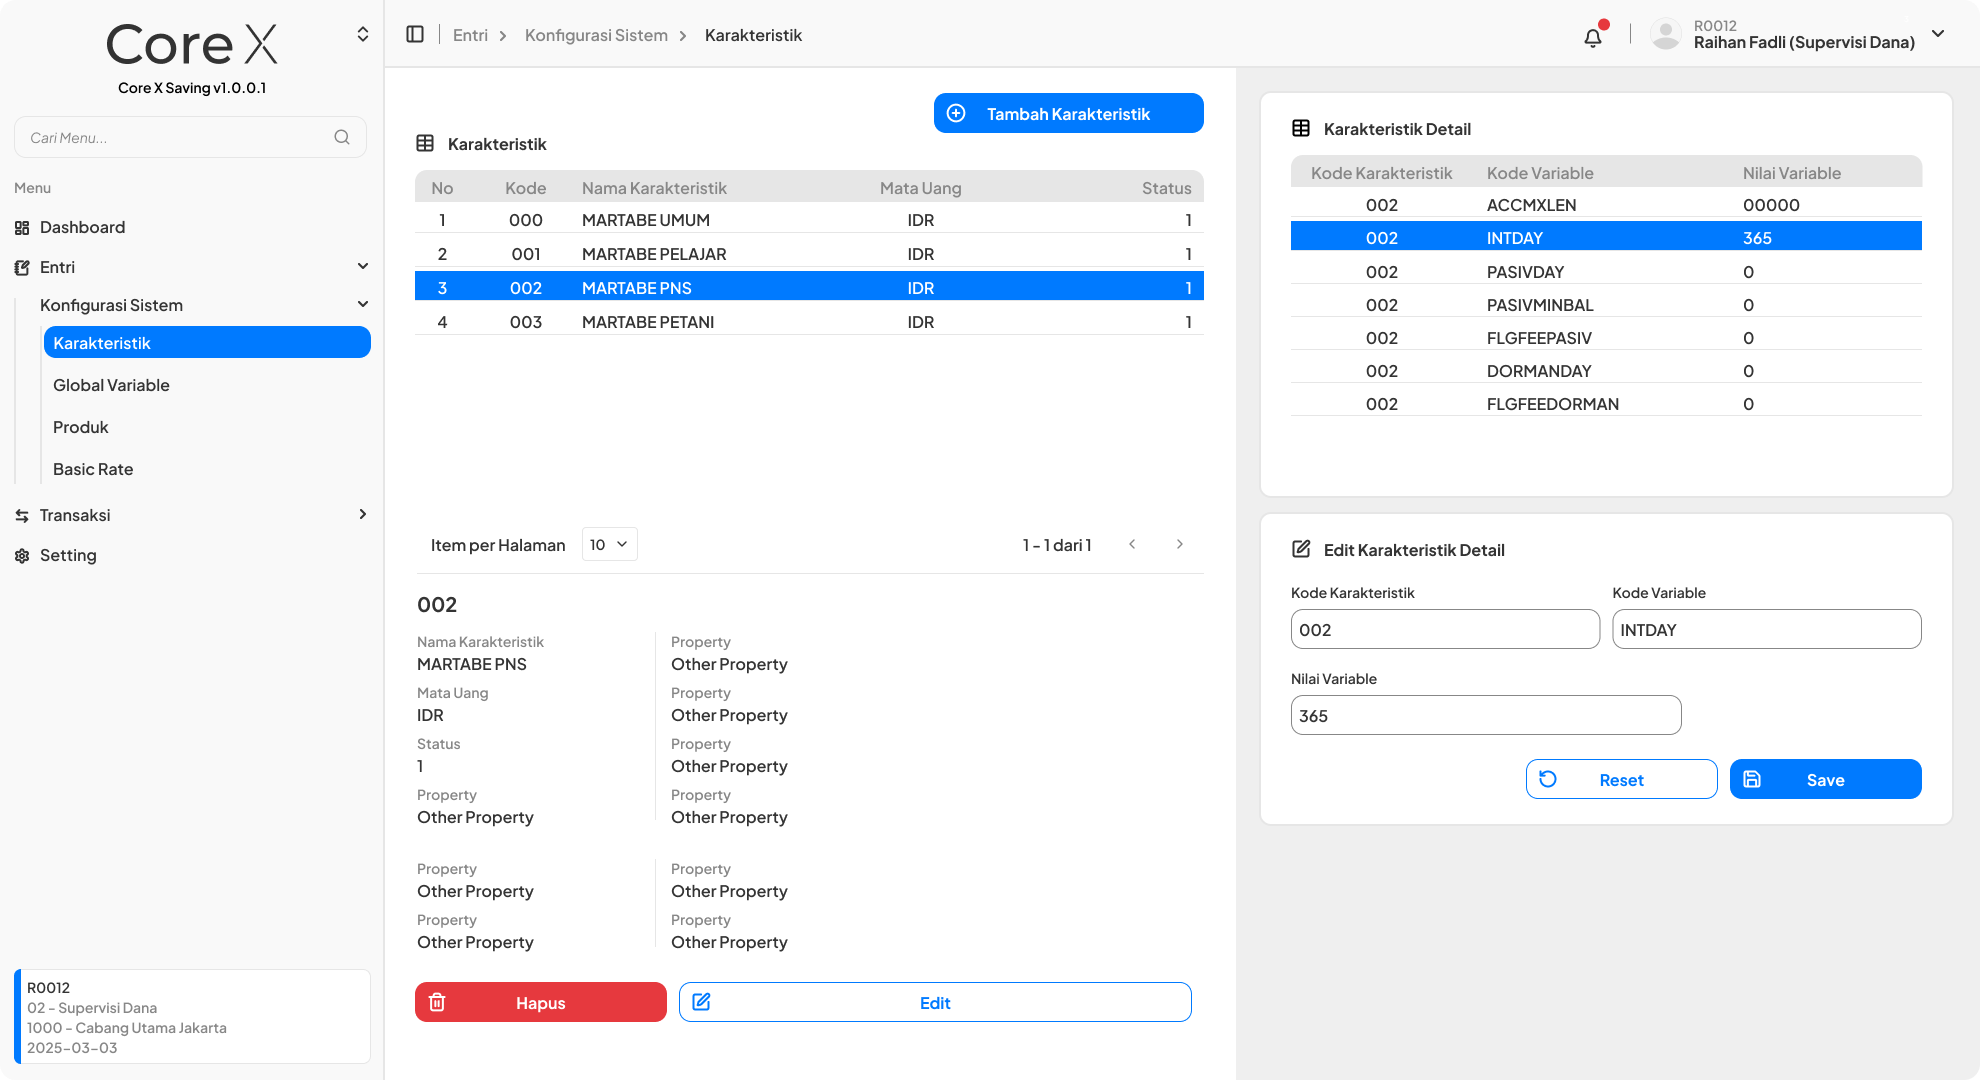 Core X
Core X Saving v1.0.0.1
Cari Menu...
Menu
Dashboard
Entri
Konfigurasi Sistem
Karakteristik
Global Variable
Produk
Basic Rate
Transaksi
Setting
R0012
02 - Supervisi Dana
1000 - Cabang Utama Jakarta
2025-03-03
Entri > Konfigurasi Sistem > Karakteristik
R0012
Raihan Fadli (Supervisi Dana)
Tambah Karakteristik
Karakteristik
No Kode Nama Karakteristik Mata Uang Status
1 000 MARTABE UMUM IDR 1
2 001 MARTABE PELAJAR IDR 1
3 002 MARTABE PNS IDR 1
4 003 MARTABE PETANI IDR 1
Item per Halaman 10 1 - 1 dari 1
002
Nama Karakteristik Property
MARTABE PNS Other Property
Mata Uang Property
IDR Other Property
Status Property
1 Other Property
Property Property
Other Property Other Property
Property Property
Other Property Other Property
Property Property
Other Property Other Property
Hapus Edit
Karakteristik Detail
Kode Karakteristik Kode Variable Nilai Variable
002 ACCMXLEN 00000
002 INTDAY 365
002 PASIVDAY 0
002 PASIVMINBAL 0
002 FLGFEEPASIV 0
002 DORMANDAY 0
002 FLGFEEDORMAN 0
Edit Karakteristik Detail
Kode Karakteristik Kode Variable
002 INTDAY
Nilai Variable
365
Reset Save